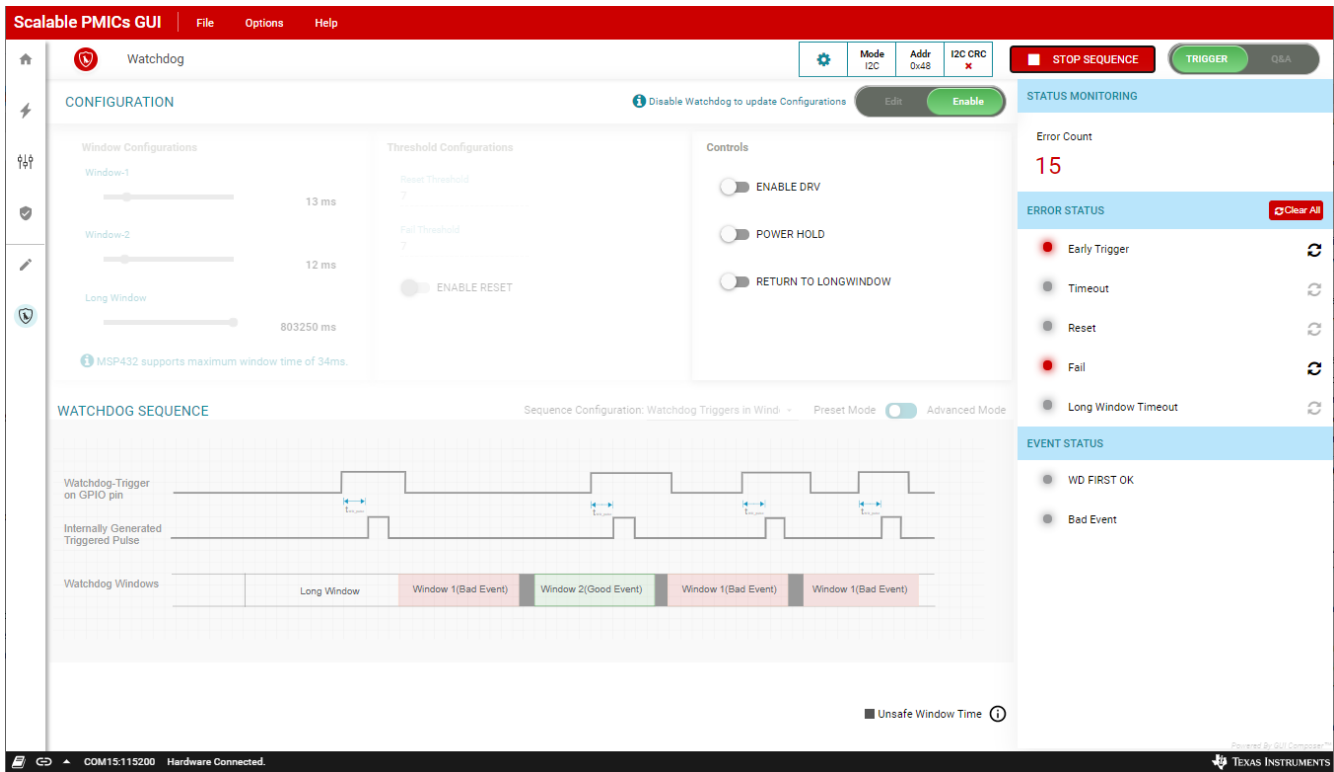 Scalable PMICs GUI File Options Help
Watchdog
Mode I2C
Addr 0x48
I2C CRC
STOP SEQUENCE
TRIGGER Q&A
CONFIGURATION
Disable Watchdog to update Configurations
Edit Enable
Window Configurations
Window-1
13 ms
Window-2
12 ms
Long Window
803250 ms
MSP432 supports maximum window time of 34ms.
Threshold Configurations
Reset Threshold
7
Fail Threshold
7
ENABLE RESET
Controls
ENABLE DRV
POWER HOLD
RETURN TO LONGWINDOW
STATUS MONITORING
Error Count
15
ERROR STATUS
Clear All
Early Trigger
Timeout
Reset
Fail
Long Window Timeout
EVENT STATUS
WD FIRST OK
Bad Event
WATCHDOG SEQUENCE
Sequence Configuration: Watchdog Triggers in Wind
Preset Mode Advanced Mode
Watchdog-Trigger
on GPIO pin
Internally Generated
Triggered Pulse
Watchdog Windows
Long Window
Window 1(Bad Event)
Window 2(Good Event)
Window 1(Bad Event)
Window 1(Bad Event)
Unsafe Window Time
Powered By GUI Composer™
COM15:115200 Hardware Connected.
TEXAS INSTRUMENTS